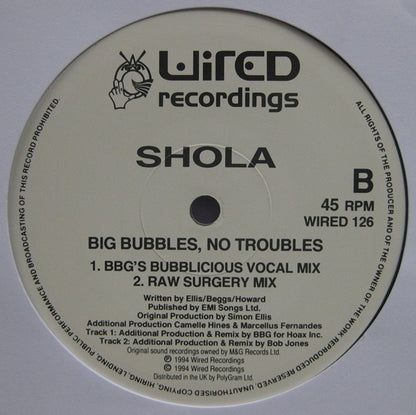 WiRED
recordings
SHOLA
B
45 RPM
WIRED 126
BIG BUBBLES, NO TROUBLES
1. BBG'S BUBBLICIOUS VOCAL MIX
2. RAW SURGERY MIX
Written by Ellis/Beggs/Howard
Published by EMI Songs Ltd.
Original Production by Simon Ellis
Additional Production Camelle Hines & Marcellus Fernandes
Track 1: Additional Production & Remix by BBG for Hoax Inc.
Track 2: Additional Production & Remix by Bob Jones
Original sound recordings owned by M&G Records Ltd.
℗ 1994 Wired Recordings
© 1994 Wired Recordings
Distributed in the UK by PolyGram Ltd.
ALL RIGHTS OF THE PRODUCER AND OF THE OWNER OF THE WORK REPRODUCED RESERVED. UNAUTHORISED COPYING, HIRING, LENDING, PUBLIC PERFORMANCE AND BROADCASTING OF THIS RECORD PROHIBITED.